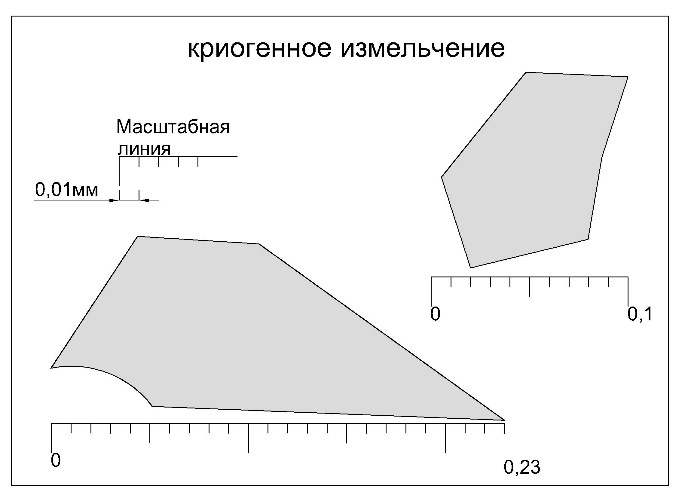 криогенное измельчение
Масштабная
линия
0,01мм
0
0,1
0
0,23